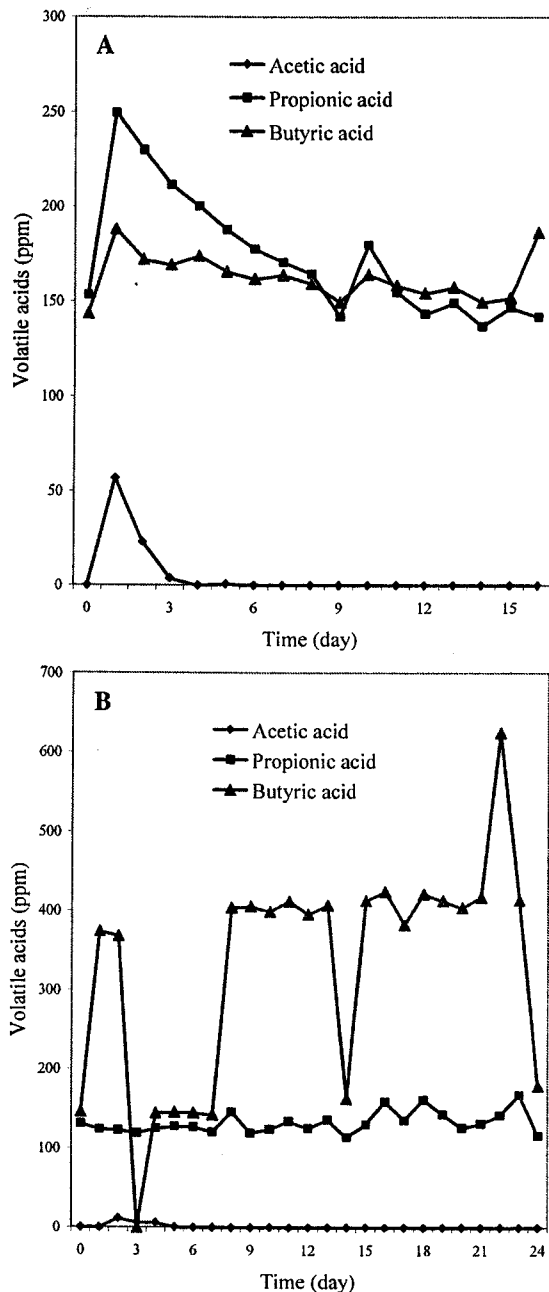 A
Acetic acid
Propionic acid
Butyric acid
Volatile acids (ppm)
300
250
200
150
100
50
0
0 3 6 9 12 15
Time (day)
B
Acetic acid
Propionic acid
Butyric acid
Volatile acids (ppm)
700
600
500
400
300
200
100
0
0 3 6 9 12 15 18 21 24
Time (day)